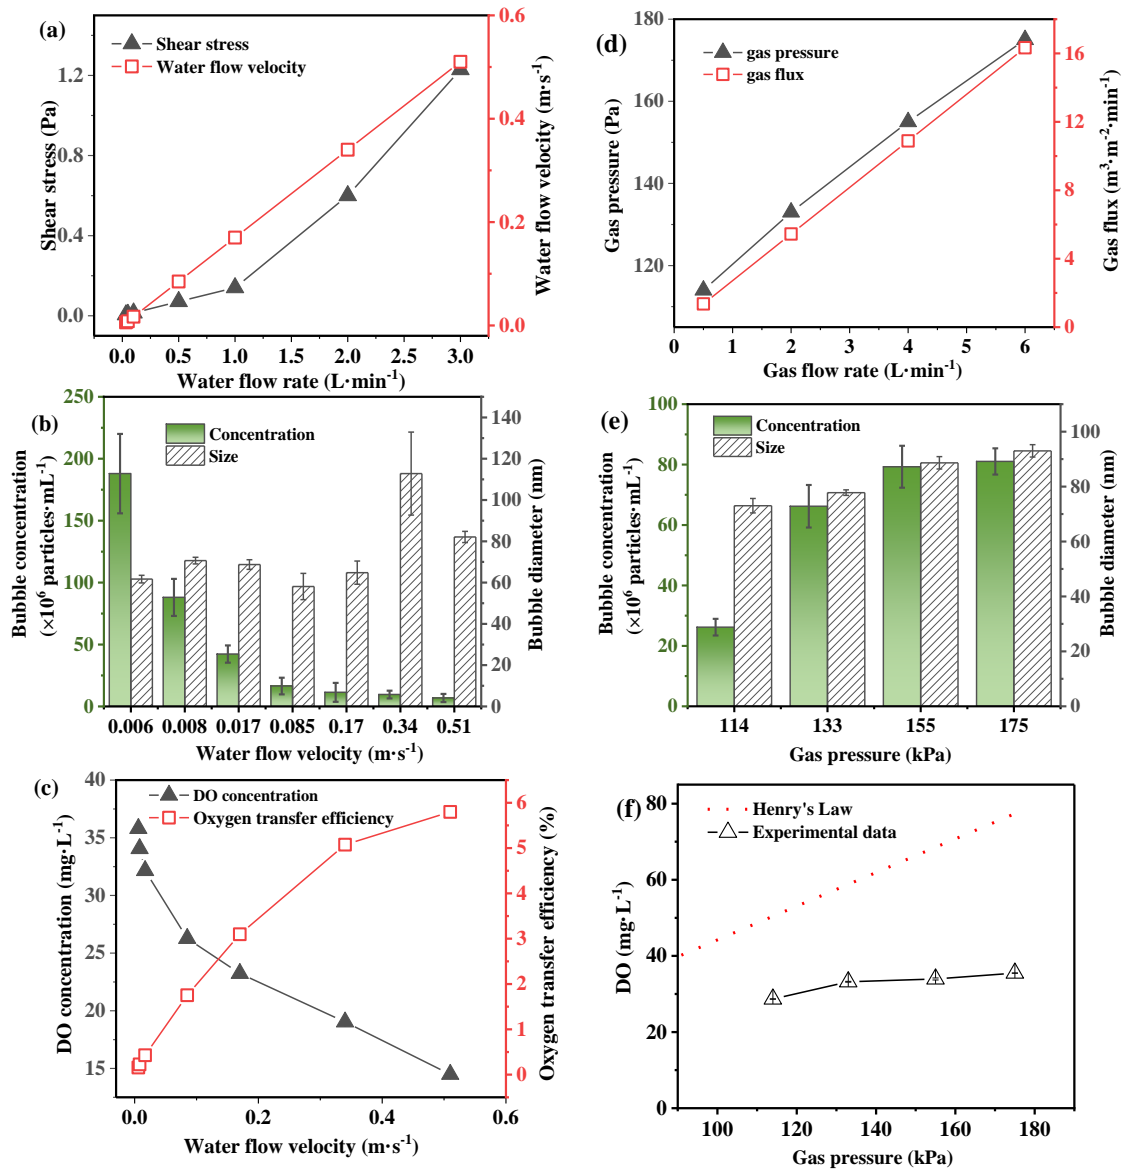 (a)
Shear stress
Water flow velocity
Shear stress (Pa)
1.2
0.8
0.4
0.0
0.6
0.4
0.2
0.0
Water flow velocity (m·s⁻¹)
0.0 0.5 1.0 1.5 2.0 2.5 3.0
Water flow rate (L·min⁻¹)
(d)
gas pressure
gas flux
Gas pressure (Pa)
180
160
140
120
16
12
8
4
0
Gas flux (m³·m⁻²·min⁻¹)
0 1 2 3 4 5 6
Gas flow rate (L·min⁻¹)
(b)
Concentration
Size
Bubble concentration
(×10⁶ particles·mL⁻¹)
250
200
150
100
50
0
140
120
100
80
60
40
20
0
Bubble diameter (nm)
0.006 0.008 0.017 0.085 0.17 0.34 0.51
Water flow velocity (m·s⁻¹)
(e)
Concentration
Size
Bubble concentration
(×10⁶ particles·mL⁻¹)
100
80
60
40
20
0
100
80
60
40
20
0
Bubble diameter (nm)
114 133 155 175
Gas pressure (kPa)
(c)
DO concentration
Oxygen transfer efficiency
DO concentration (mg·L⁻¹)
40
35
30
25
20
15
6
5
4
3
2
1
0
Oxygen transfer efficiency (%)
0.0 0.2 0.4 0.6
Water flow velocity (m·s⁻¹)
(f)
Henry's Law
Experimental data
DO (mg·L⁻¹)
80
60
40
20
0
100 120 140 160 180
Gas pressure (kPa)